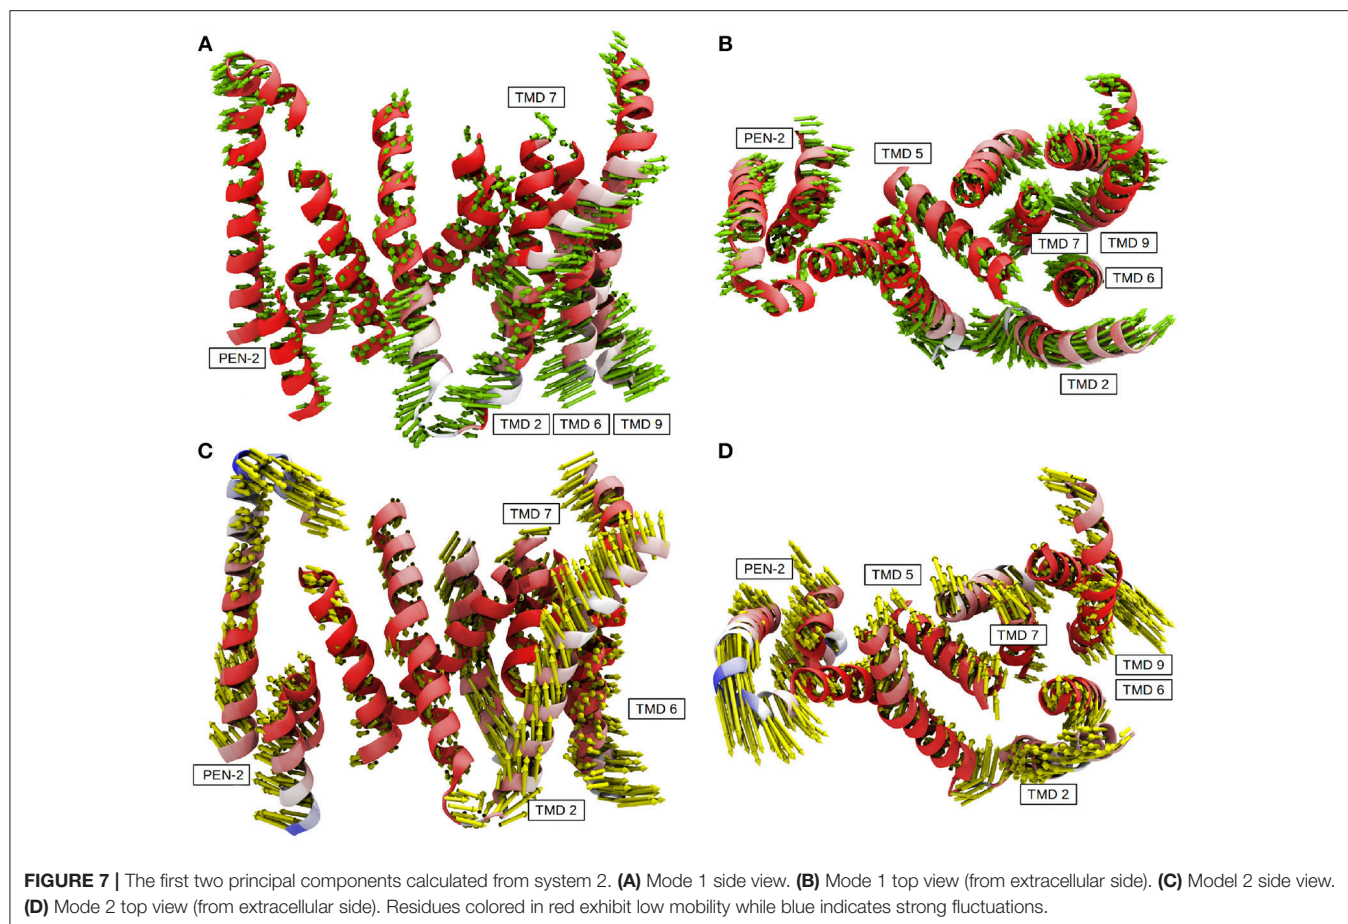 A
B
TMD 7
PEN-2
TMD 5
TMD 7
TMD 9
TMD 6
PEN-2
TMD 2
TMD 2
TMD 6
TMD 9
C
D
TMD 7
PEN-2
TMD 5
TMD 7
TMD 9
TMD 6
TMD 6
PEN-2
TMD 2
TMD 2
FIGURE 7 | The first two principal components calculated from system 2. (A) Mode 1 side view. (B) Mode 1 top view (from extracellular side). (C) Model 2 side view.
(D) Mode 2 top view (from extracellular side). Residues colored in red exhibit low mobility while blue indicates strong fluctuations.